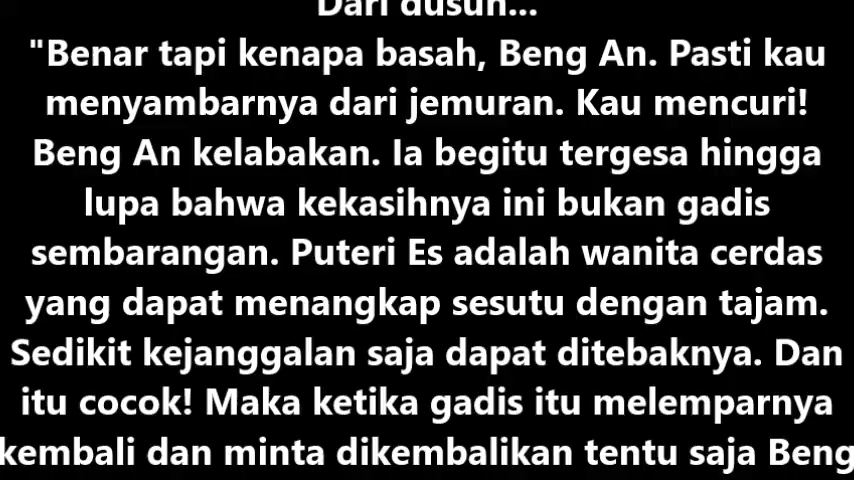 Dari dusun...
"Benar tapi kenapa basah, Beng An. Pasti kau
menyambarnya dari jemuran. Kau mencuri!
Beng An kelabakan. Ia begitu tergesa hingga
lupa bahwa kekasihnya ini bukan gadis
sembarangan. Puteri Es adalah wanita cerdas
yang dapat menangkap sesutu dengan tajam.
Sedikit kejanggalan saja dapat ditebaknya. Dan
itu cocok! Maka ketika gadis itu melemparnya
kembali dan minta dikembalikan tentu saja Beng